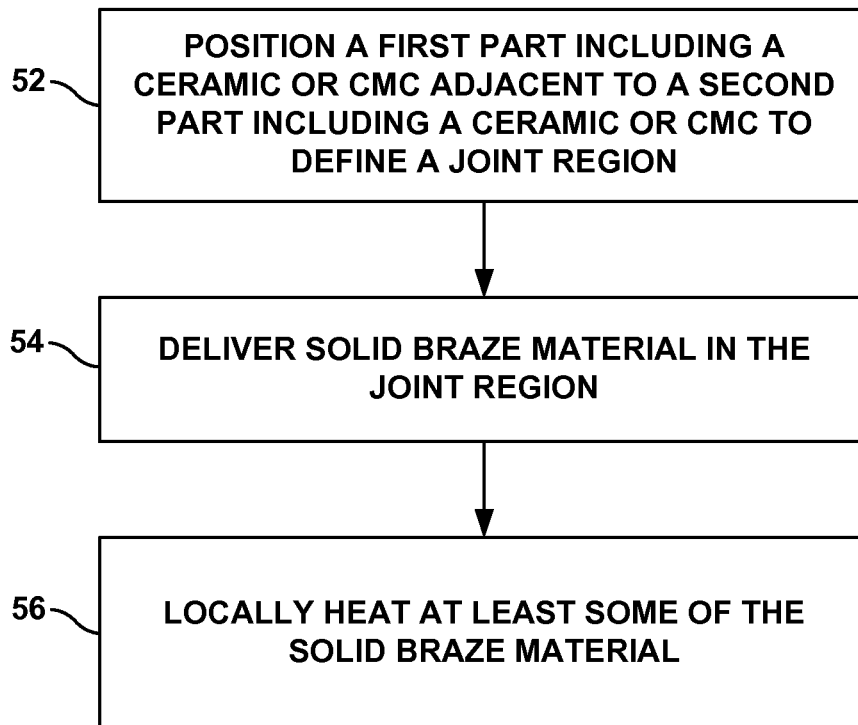 52
POSITION A FIRST PART INCLUDING A
CERAMIC OR CMC ADJACENT TO A SECOND
PART INCLUDING A CERAMIC OR CMC TO
DEFINE A JOINT REGION
54
DELIVER SOLID BRAZE MATERIAL IN THE
JOINT REGION
56
LOCALLY HEAT AT LEAST SOME OF THE
SOLID BRAZE MATERIAL